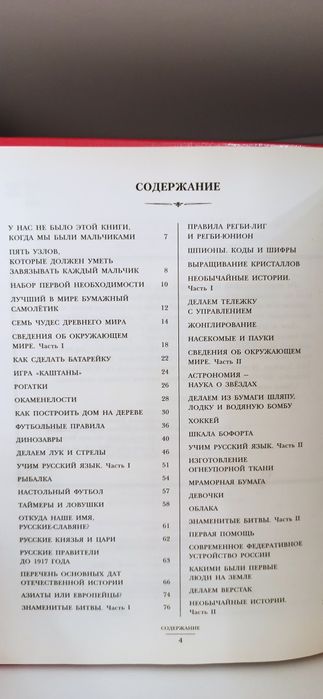 СОДЕРЖАНИЕ
У НАС НЕ БЫЛО ЭТОЙ КНИГИ,
КОГДА МЫ БЫЛИ МАЛЬЧИКАМИ 7
ПЯТЬ УЗЛОВ,
КОТОРЫЕ ДОЛЖЕН УМЕТЬ
ЗАВЯЗЫВАТЬ КАЖДЫЙ МАЛЬЧИК 8
НАБОР ПЕРВОЙ НЕОБХОДИМОСТИ 10
ЛУЧШИЙ В МИРЕ БУМАЖНЫЙ
САМОЛЁТИК 12
СЕМЬ ЧУДЕС ДРЕВНЕГО МИРА 14
СВЕДЕНИЯ ОБ ОКРУЖАЮЩЕМ
МИРЕ. Часть I 18
КАК СДЕЛАТЬ БАТАРЕЙКУ 22
ИГРА «КАШТАНЫ» 24
РОГАТКИ 26
ОКАМЕНЕЛОСТИ 28
КАК ПОСТРОИТЬ ДОМ НА ДЕРЕВЕ 30
ФУТБОЛЬНЫЕ ПРАВИЛА 36
ДИНОЗАВРЫ 40
ДЕЛАЕМ ЛУК И СТРЕЛЫ 46
УЧИМ РУССКИЙ ЯЗЫК. Часть I 51
РЫБАЛКА 54
НАСТОЛЬНЫЙ ФУТБОЛ 57
ТАЙМЕРЫ И ЛОВУШКИ 58
ОТКУДА НАШЕ ИМЯ,
РУССКИЕ-СЛАВЯНЕ? 61
РУССКИЕ КНЯЗЬЯ И ЦАРИ 62
РУССКИЕ ПРАВИТЕЛИ
ДО 1917 ГОДА 63
ПЕРЕЧЕНЬ ОСНОВНЫХ ДАТ
ОТЕЧЕСТВЕННОЙ ИСТОРИИ 66
АЗИАТЫ ИЛИ ЕВРОПЕЙЦЫ? 74
ЗНАМЕНИТЫЕ БИТВЫ. Часть I 76
ПРАВИЛА РЕГБИ-ЛИГ
И РЕГБИ-ЮНИОН
ШПИОНЫ. КОДЫ И ШИФРЫ
ВЫРАЩИВАНИЕ КРИСТАЛЛОВ
НЕОБЫЧНЫЕ ИСТОРИИ.
Часть I
ДЕЛАЕМ ТЕЛЕЖКУ
С УПРАВЛЕНИЕМ
ЖОНГЛИРОВАНИЕ
НАСЕКОМЫЕ И ПАУКИ
СВЕДЕНИЯ ОБ ОКРУЖАЮЩЕМ
МИРЕ. Часть II
АСТРОНОМИЯ —
НАУКА О ЗВЁЗДАХ
ДЕЛАЕМ ИЗ БУМАГИ ШЛЯПУ,
ЛОДКУ И ВОДЯНУЮ БОМБУ
ХОККЕЙ
ШКАЛА БОФОРТА
УЧИМ РУССКИЙ ЯЗЫК. Часть II
ИЗГОТОВЛЕНИЕ
ОГНЕУПОРНОЙ ТКАНИ
МРАМОРНАЯ БУМАГА
ДЕВОЧКИ
ОБЛАКА
ЗНАМЕНИТЫЕ БИТВЫ. Часть II
ПЕРВАЯ ПОМОЩЬ
СОВРЕМЕННОЕ ФЕДЕРАТИВНОЕ
УСТРОЙСТВО РОССИИ
КАКИМИ БЫЛИ ПЕРВЫЕ
ЛЮДИ НА ЗЕМЛЕ
ДЕЛАЕМ ВЕРСТАК
НЕОБЫЧНЫЕ ИСТОРИИ.
Часть II
СОДЕРЖАНИЕ
4